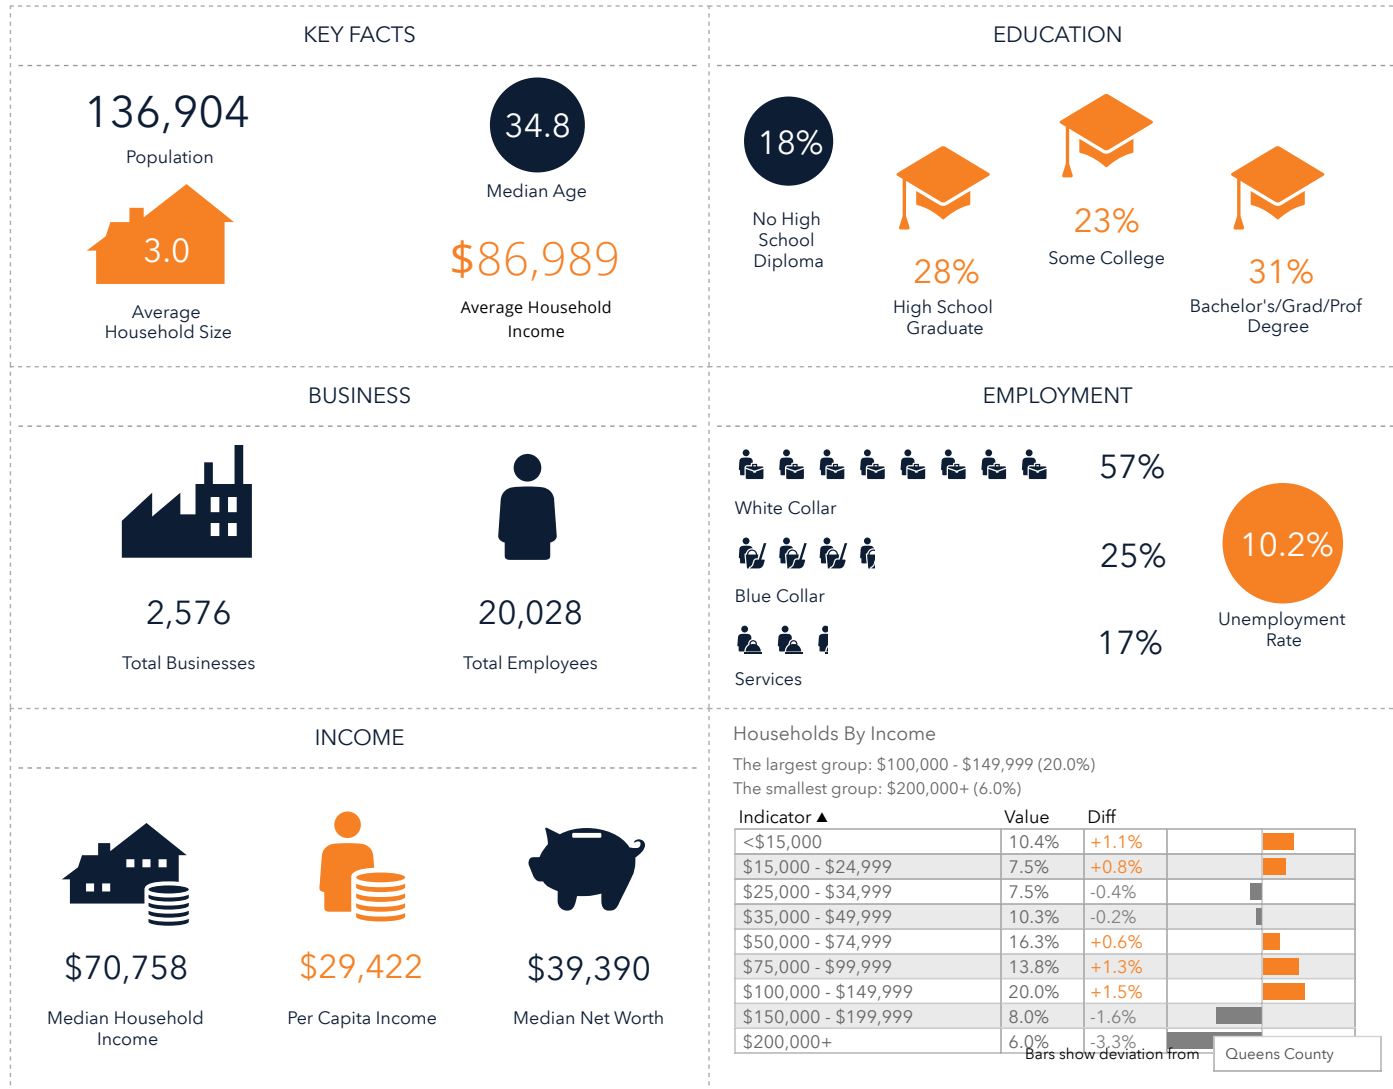 KEY FACTS
136,904
Population
34.8
Median Age
3.0
Average
Household Size
$86,989
Average Household
Income
EDUCATION
18%
No High
School
Diploma
28%
High School
Graduate
23%
Some College
31%
Bachelor's/Grad/Prof
Degree
BUSINESS
2,576
Total Businesses
20,028
Total Employees
EMPLOYMENT
57%
White Collar
25%
Blue Collar
17%
Services
10.2%
Unemployment
Rate
INCOME
$70,758
Median Household
Income
$29,422
Per Capita Income
$39,390
Median Net Worth
Households By Income
The largest group: $100,000 - $149,999 (20.0%)
The smallest group: $200,000+ (6.0%)
Indicator ▲ Value Diff
<$15,000 10.4% +1.1%
$15,000 - $24,999 7.5% +0.8%
$25,000 - $34,999 7.5% -0.4%
$35,000 - $49,999 10.3% -0.2%
$50,000 - $74,999 16.3% +0.6%
$75,000 - $99,999 13.8% +1.3%
$100,000 - $149,999 20.0% +1.5%
$150,000 - $199,999 8.0% -1.6%
$200,000+ 6.0% -3.3%
Bars show deviation from Queens County